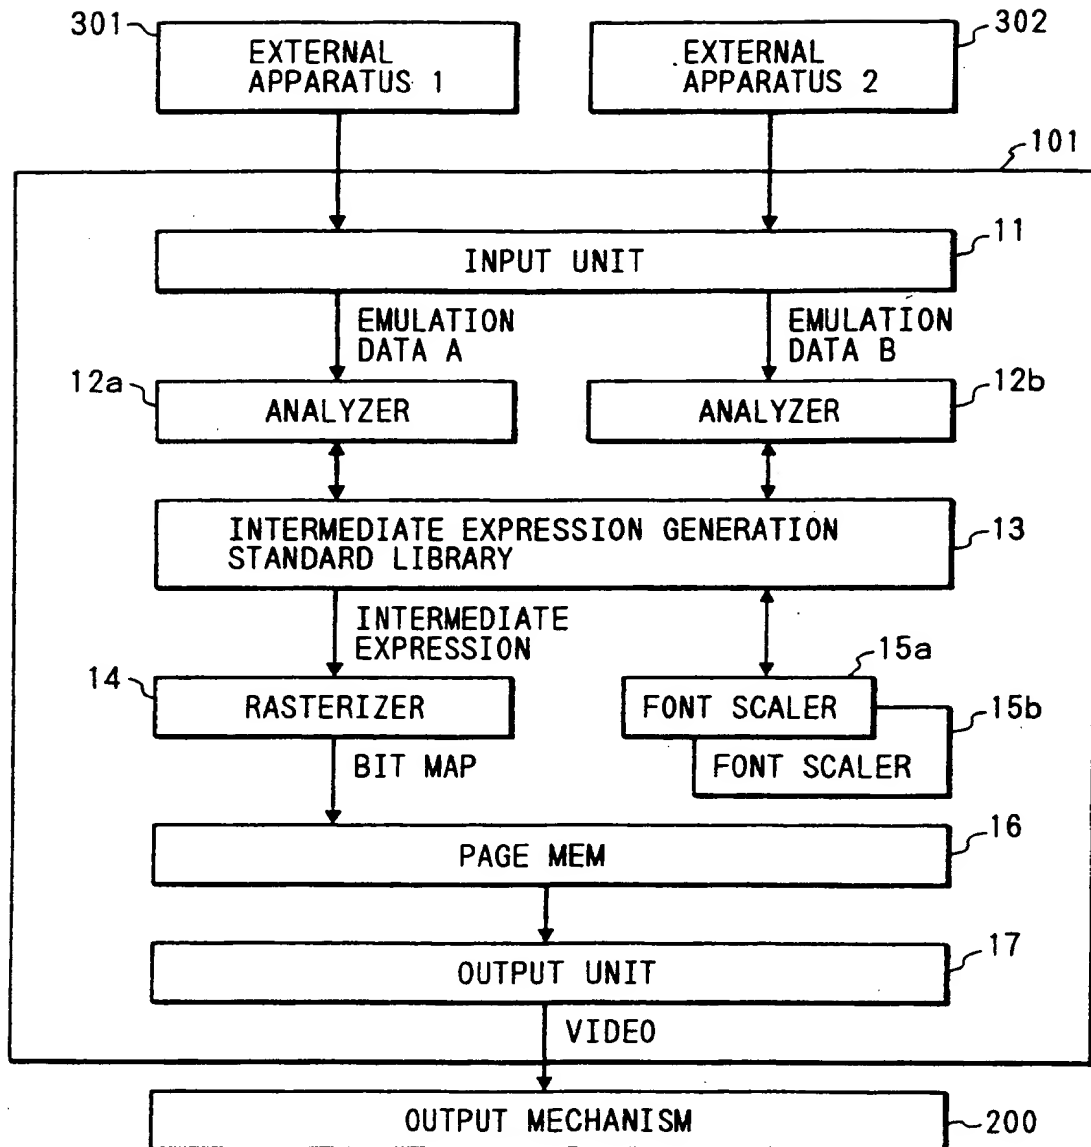 301
302
EXTERNAL
APPARATUS 1
EXTERNAL
APPARATUS 2
101
11
INPUT UNIT
EMULATION
DATA A
EMULATION
DATA B
12a
12b
ANALYZER
ANALYZER
INTERMEDIATE EXPRESSION GENERATION
STANDARD LIBRARY
13
INTERMEDIATE
EXPRESSION
15a
14
RASTERIZER
FONT SCALER
15b
BIT MAP
FONT SCALER
16
PAGE MEM
17
OUTPUT UNIT
VIDEO
OUTPUT MECHANISM
200